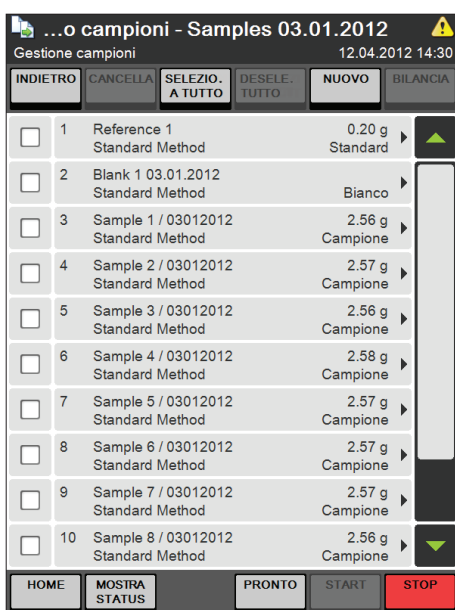 ...o campioni - Samples 03.01.2012
Gestione campioni 12.04.2012 14:30
INDIETRO CANCELLA SELEZIO. A TUTTO DESELE. TUTTO NUOVO BILANCIA
1 Reference 1 0.20 g
Standard Method Standard
2 Blank 1 03.01.2012
Standard Method Bianco
3 Sample 1 / 03012012 2.56 g
Standard Method Campione
4 Sample 2 / 03012012 2.57 g
Standard Method Campione
5 Sample 3 / 03012012 2.56 g
Standard Method Campione
6 Sample 4 / 03012012 2.58 g
Standard Method Campione
7 Sample 5 / 03012012 2.57 g
Standard Method Campione
8 Sample 6 / 03012012 2.57 g
Standard Method Campione
9 Sample 7 / 03012012 2.57 g
Standard Method Campione
10 Sample 8 / 03012012 2.56 g
Standard Method Campione
HOME MOSTRA STATUS PRONTO START STOP